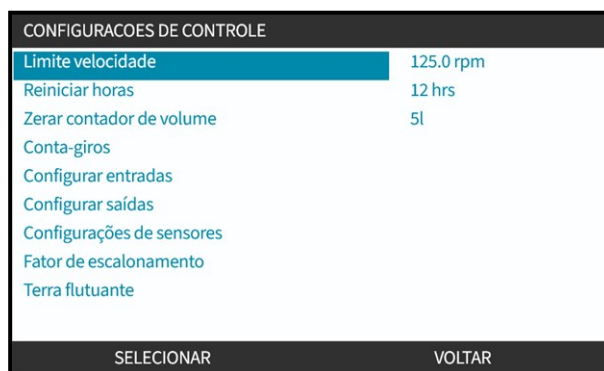 CONFIGURACOES DE CONTROLE
Limite velocidade 125.0 rpm
Reiniciar horas 12 hrs
Zerar contador de volume 5l
Conta-giros
Configurar entradas
Configurar saídas
Configurações de sensores
Fator de escalonamento
Terra flutuante
SELECIONAR VOLTAR